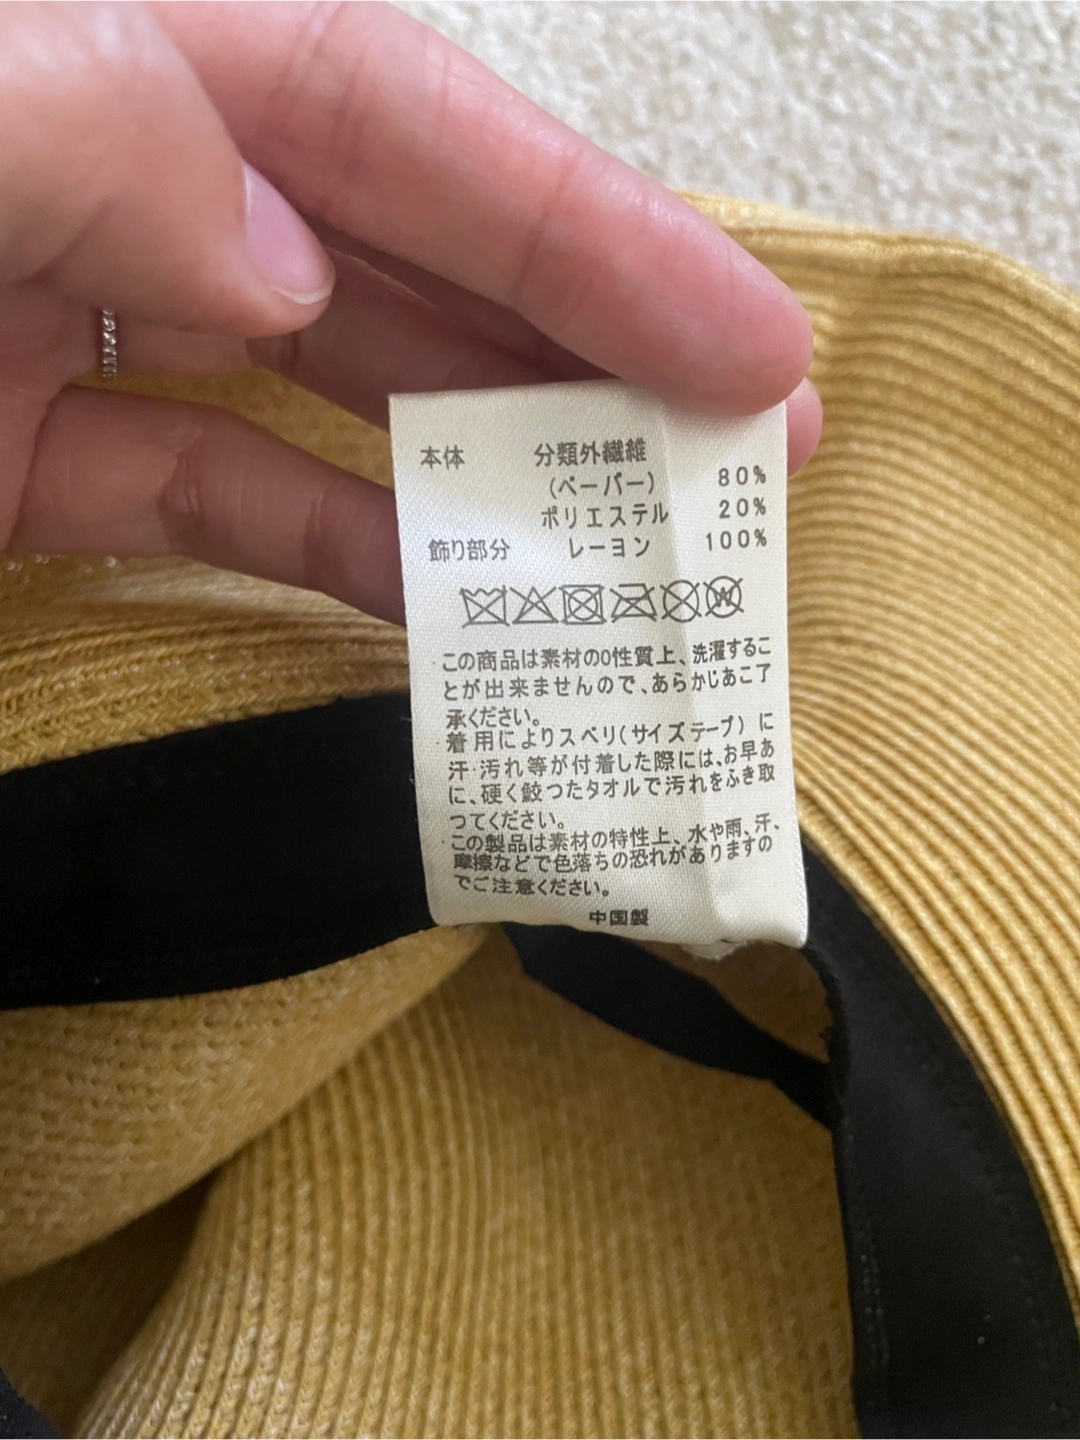 本体 分類外繊維
(ペーパー) 80%
ポリエステル 20%
飾り部分 レーヨン 100%
・この商品は素材の0性質上、洗濯するこ
とが出来ませんので、あらかじあこ了
承ください。
・着用によりスベリ(サイズテープ)に
汗・汚れ等が付着した際には、お早あ
に、硬く鮫つたタオルで汚れをふき取
つてください。
・この製品は素材の特性上、水や雨、汗、
摩擦などで色落ちの恐れがありますの
でご注意ください。
中国製